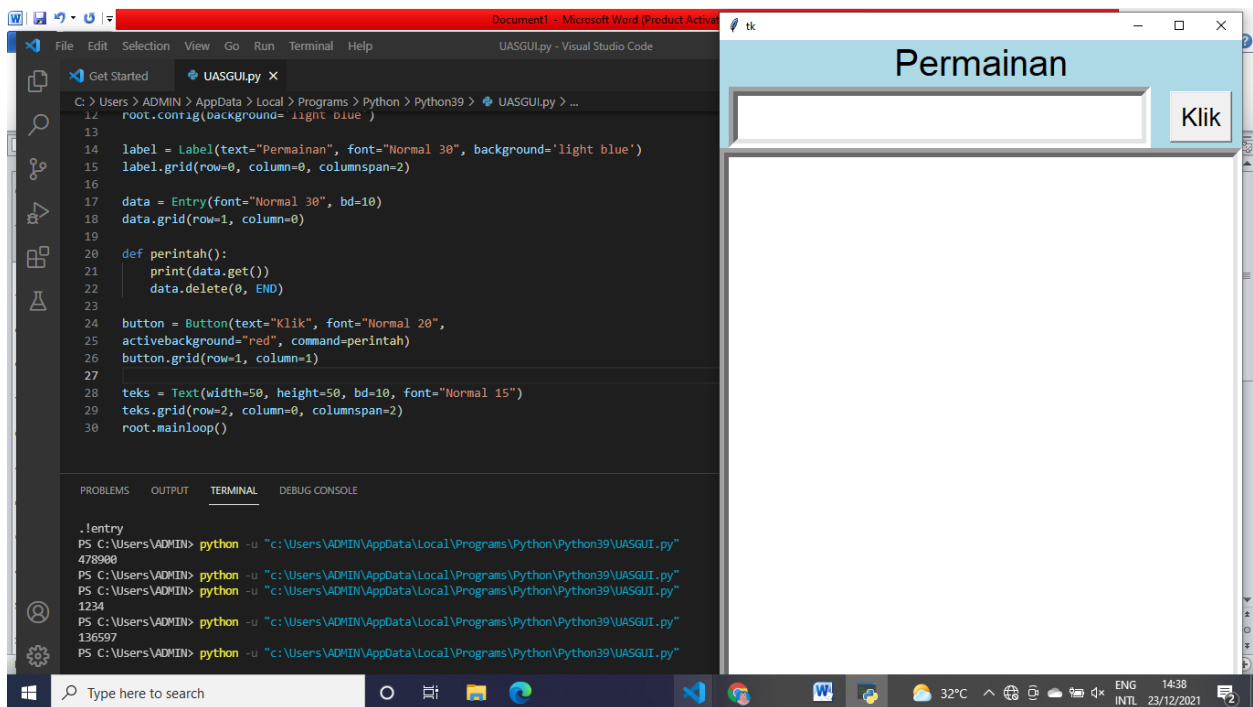 Document1 - Microsoft Word (Product Activat
File Edit Selection View Go Run Terminal Help
UASGUI.py - Visual Studio Code
Get Started
UASGUI.py
C: > Users > ADMIN > AppData > Local > Programs > Python > Python39 > UASGUI.py > ...
12 root.config(background='light blue')
13
14 label = Label(text="Permainan", font="Normal 30", background='light blue')
15 label.grid(row=0, column=0, columnspan=2)
16
17 data = Entry(font="Normal 30", bd=10)
18 data.grid(row=1, column=0)
19
20 def perintah():
21     print(data.get())
22     data.delete(0, END)
23
24 button = Button(text="Klik", font="Normal 20",
25 activebackground="red", command=perintah)
26 button.grid(row=1, column=1)
27
28 teks = Text(width=50, height=50, bd=10, font="Normal 15")
29 teks.grid(row=2, column=0, columnspan=2)
30 root.mainloop()
PROBLEMS OUTPUT TERMINAL DEBUG CONSOLE
.!entry
PS C:\Users\ADMIN> python -u "c:\Users\ADMIN\AppData\Local\Programs\Python\Python39\UASGUI.py"
478900
PS C:\Users\ADMIN> python -u "c:\Users\ADMIN\AppData\Local\Programs\Python\Python39\UASGUI.py"
PS C:\Users\ADMIN> python -u "c:\Users\ADMIN\AppData\Local\Programs\Python\Python39\UASGUI.py"
1234
PS C:\Users\ADMIN> python -u "c:\Users\ADMIN\AppData\Local\Programs\Python\Python39\UASGUI.py"
136597
PS C:\Users\ADMIN> python -u "c:\Users\ADMIN\AppData\Local\Programs\Python\Python39\UASGUI.py"
tk
Permainan
Klik
Type here to search
32°C
ENG
INTL
14:38
23/12/2021
2